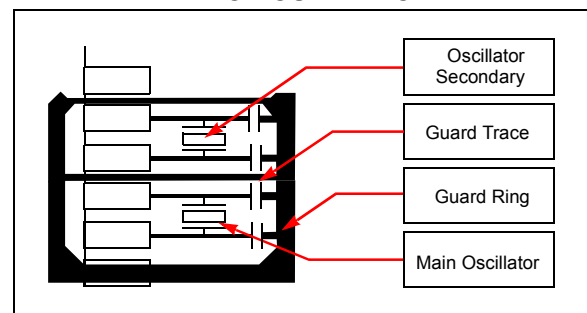 Oscillator
Secondary
Guard Trace
Guard Ring
Main Oscillator